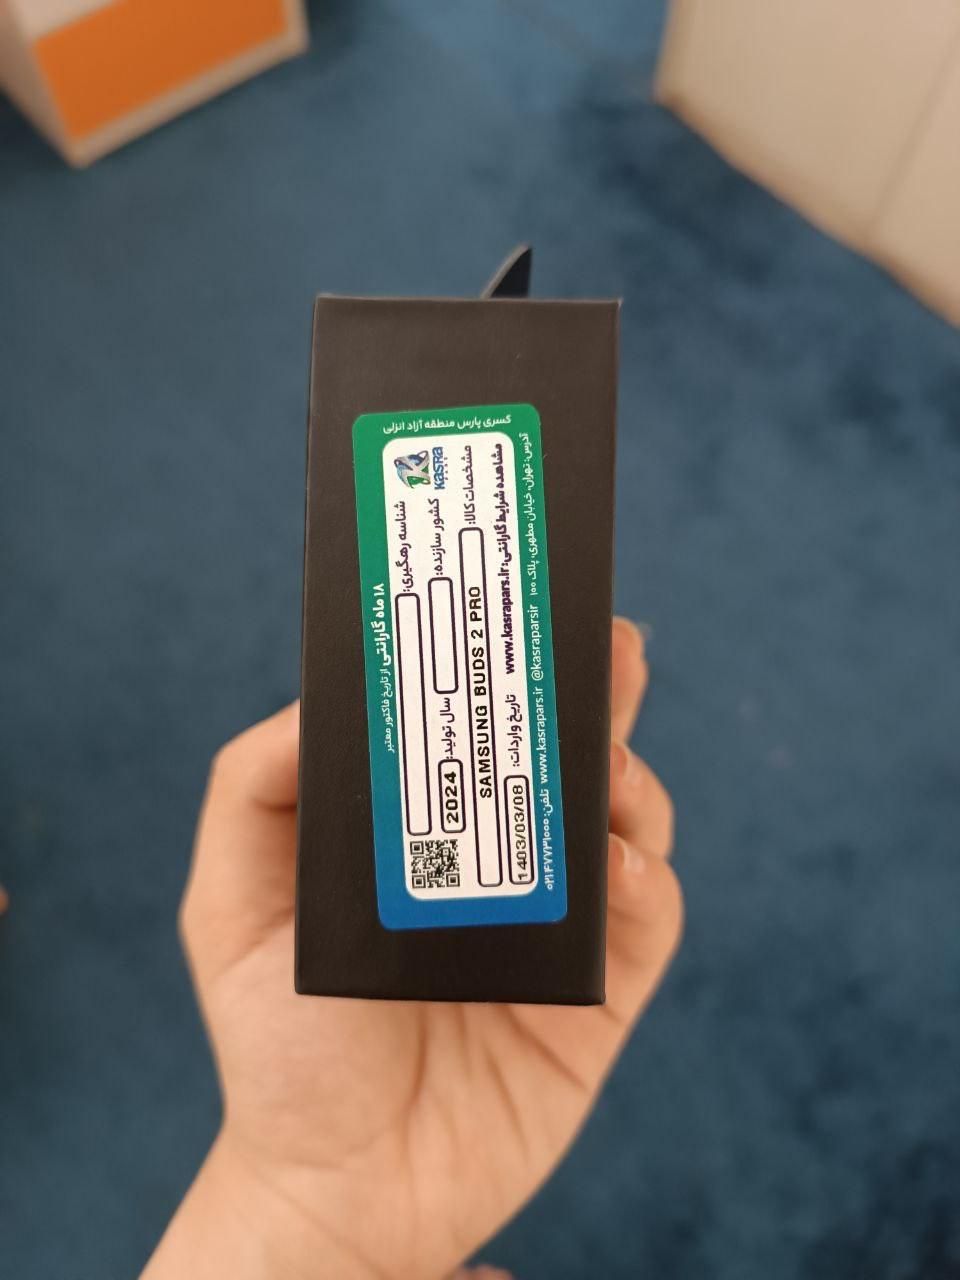 کسری پارس منطقه آزاد انزلی
۱۸ ماه گارانتی از تاریخ فاکتور معتبر
KASRA
PARS
شناسه رهگیری:
کشور سازنده:
سال تولید: 2024
مشخصات کالا:
SAMSUNG BUDS 2 PRO
مشاهده شرایط گارانتی: www.kasrapars.ir
تاریخ واردات: 1403/03/08
آدرس: تهران، خیابان مطهری، پلاک ۱۰۰
@kasraparsir www.kasrapars.ir تلفن: ۰۲۱۴۷۷۳۱۰۰۰